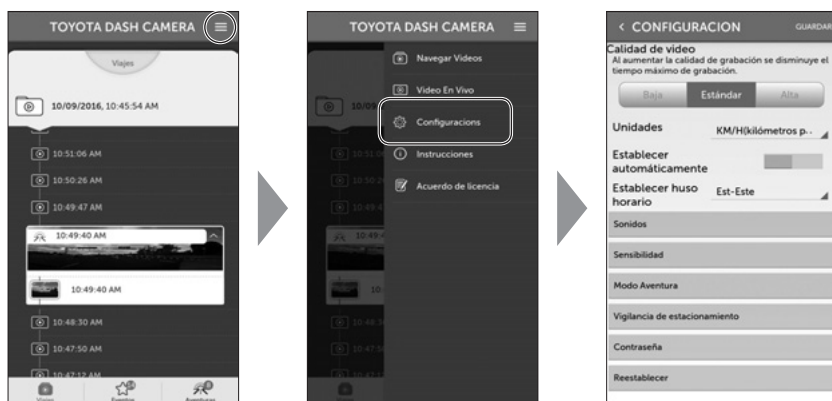 TOYOTA DASH CAMERA
Viajes
10/09/2016, 10:45:54 AM
10:51:06 AM
10:50:26 AM
10:49:47 AM
10:49:40 AM
10:49:40 AM
10:48:30 AM
10:47:50 AM
10:47:12 AM
Viajes
Eventos
Aventuras
TOYOTA DASH CAMERA
Navegar Videos
Video En Vivo
Configuracions
Instrucciones
Acuerdo de licencia
CONFIGURACION
GUARDAR
Calidad de video
Al aumentar la calidad de grabación se disminuye el
tiempo máximo de grabación.
Baja Estándar Alta
Unidades KM/H(kilómetros p..
Establecer
automáticamente
Establecer huso Est-Este
horario
Sonidos
Sensibilidad
Modo Aventura
Vigilancia de estacionamiento
Contraseña
Reestablecer